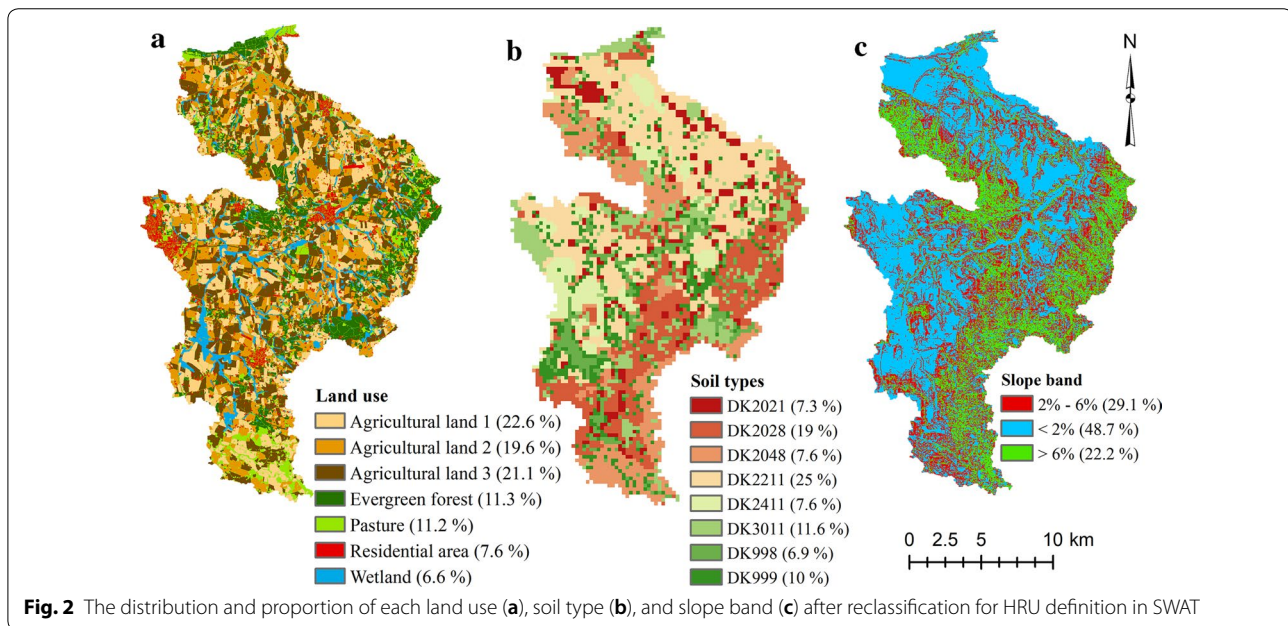 a
b
c
N
Land use
Agricultural land 1 (22.6 %)
Agricultural land 2 (19.6 %)
Agricultural land 3 (21.1 %)
Evergreen forest (11.3 %)
Pasture (11.2 %)
Residential area (7.6 %)
Wetland (6.6 %)
Soil types
DK2021 (7.3 %)
DK2028 (19 %)
DK2048 (7.6 %)
DK2211 (25 %)
DK2411 (7.6 %)
DK3011 (11.6 %)
DK998 (6.9 %)
DK999 (10 %)
Slope band
2% - 6% (29.1 %)
< 2% (48.7 %)
> 6% (22.2 %)
0 2.5 5 10 km
Fig. 2 The distribution and proportion of each land use (a), soil type (b), and slope band (c) after reclassification for HRU definition in SWAT